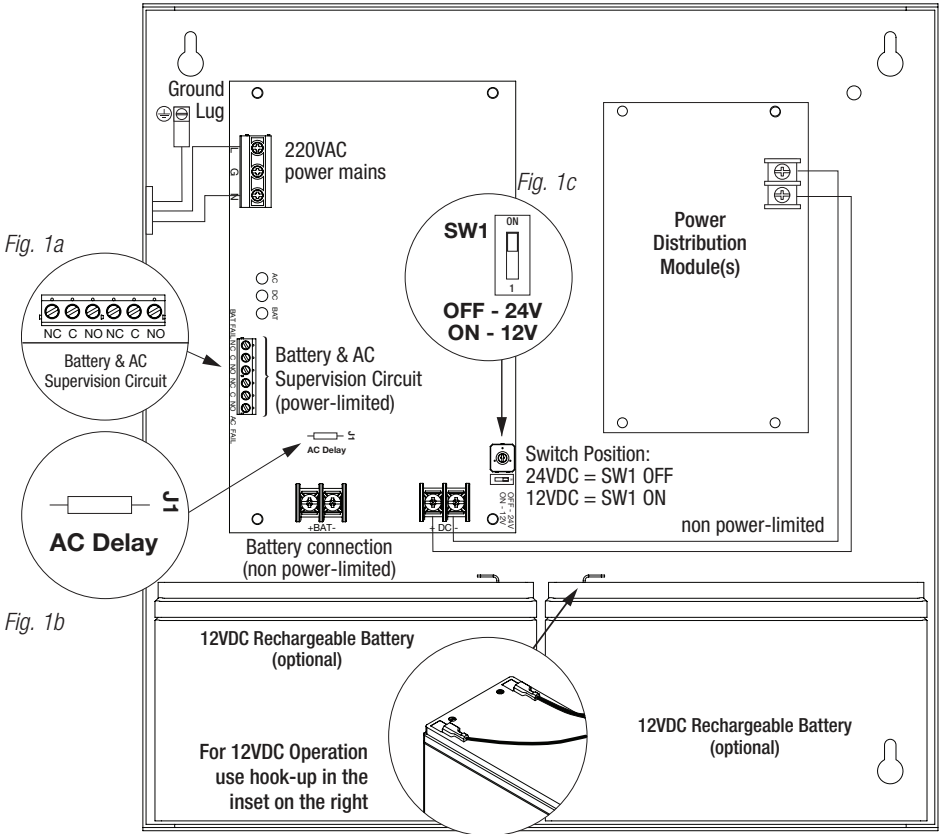 Ground
Lug
L
G
N
220VAC
power mains
Fig. 1c
SW1
ON
1
OFF - 24V
ON - 12V
Power
Distribution
Module(s)
Fig. 1a
NC C NO NC C NO
Battery & AC
Supervision Circuit
AC
DC
BAT
BAT FAIL
NC C NO NC C NO
AC FAIL
Battery & AC
Supervision Circuit
(power-limited)
J1
AC Delay
J1
AC Delay
Fig. 1b
Switch Position:
24VDC = SW1 OFF
12VDC = SW1 ON
OFF - 24V
ON - 12V
non power-limited
+BAT-
+ DC -
Battery connection
(non power-limited)
12VDC Rechargeable Battery
(optional)
For 12VDC Operation
use hook-up in the
inset on the right
12VDC Rechargeable Battery
(optional)